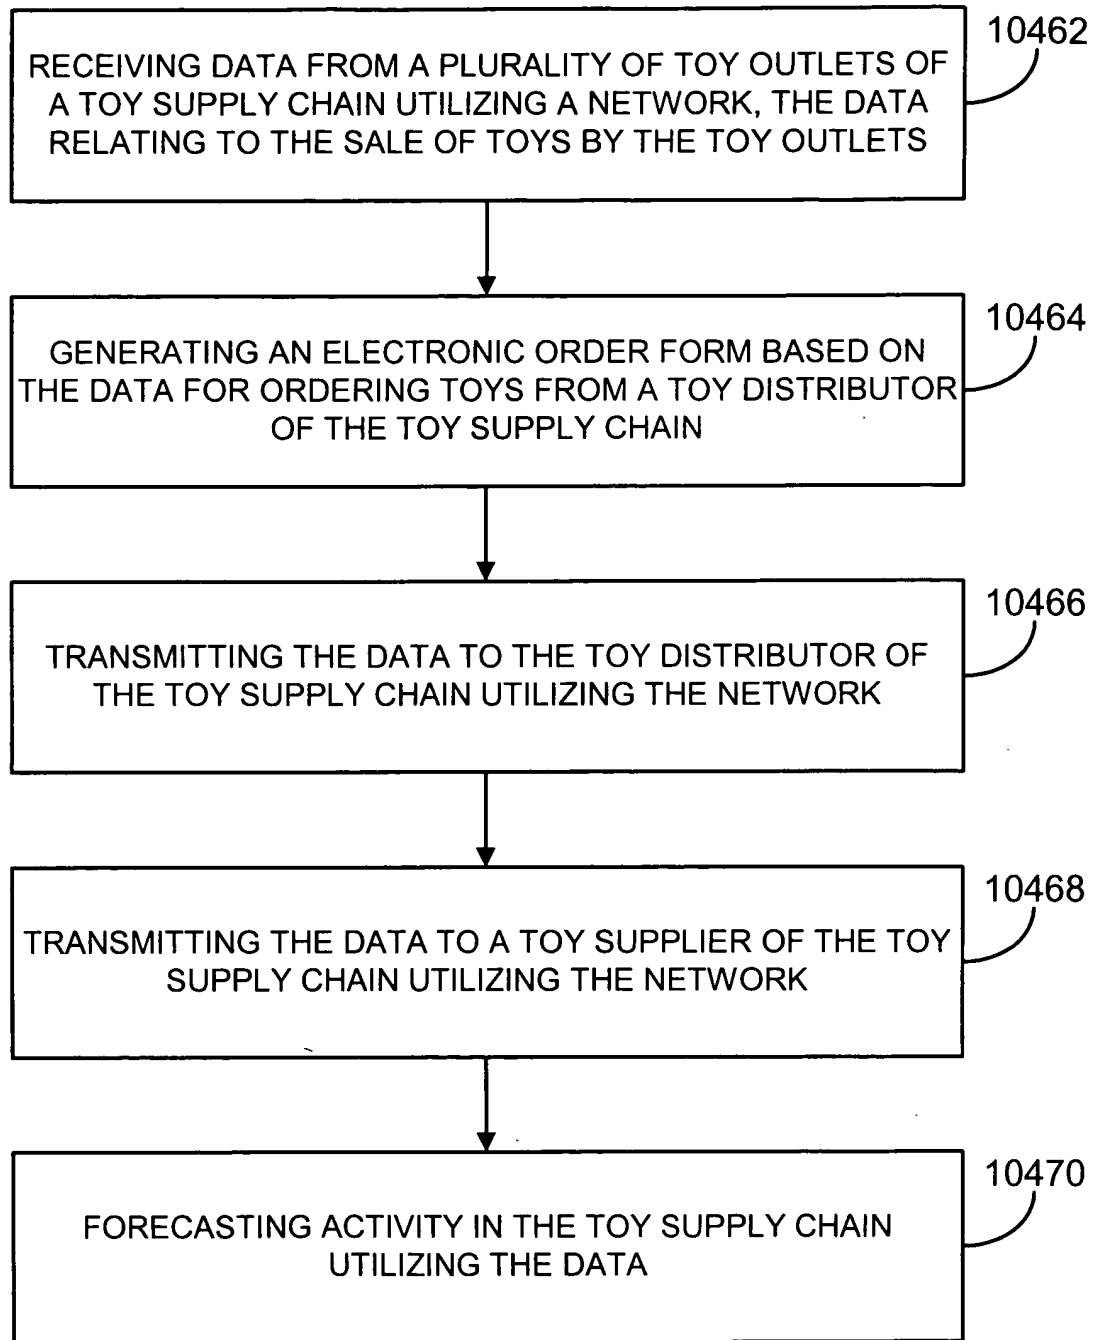 10462
RECEIVING DATA FROM A PLURALITY OF TOY OUTLETS OF
A TOY SUPPLY CHAIN UTILIZING A NETWORK, THE DATA
RELATING TO THE SALE OF TOYS BY THE TOY OUTLETS
10464
GENERATING AN ELECTRONIC ORDER FORM BASED ON
THE DATA FOR ORDERING TOYS FROM A TOY DISTRIBUTOR
OF THE TOY SUPPLY CHAIN
10466
TRANSMITTING THE DATA TO THE TOY DISTRIBUTOR OF
THE TOY SUPPLY CHAIN UTILIZING THE NETWORK
10468
TRANSMITTING THE DATA TO A TOY SUPPLIER OF THE TOY
SUPPLY CHAIN UTILIZING THE NETWORK
10470
FORECASTING ACTIVITY IN THE TOY SUPPLY CHAIN
UTILIZING THE DATA